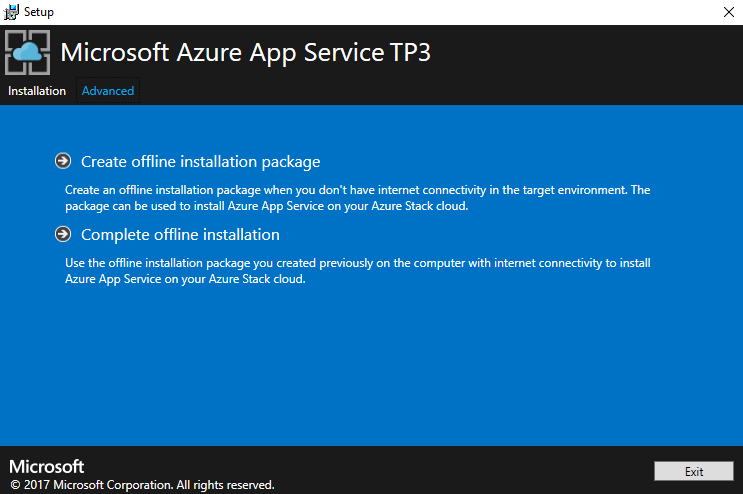 Setup
Microsoft Azure App Service TP3
Installation Advanced
Create offline installation package
Create an offline installation package when you don't have internet connectivity in the target environment. The
package can be used to install Azure App Service on your Azure Stack cloud.
Complete offline installation
Use the offline installation package you created previously on the computer with internet connectivity to install
Azure App Service on your Azure Stack cloud.
Microsoft
© 2017 Microsoft Corporation. All rights reserved.
Exit